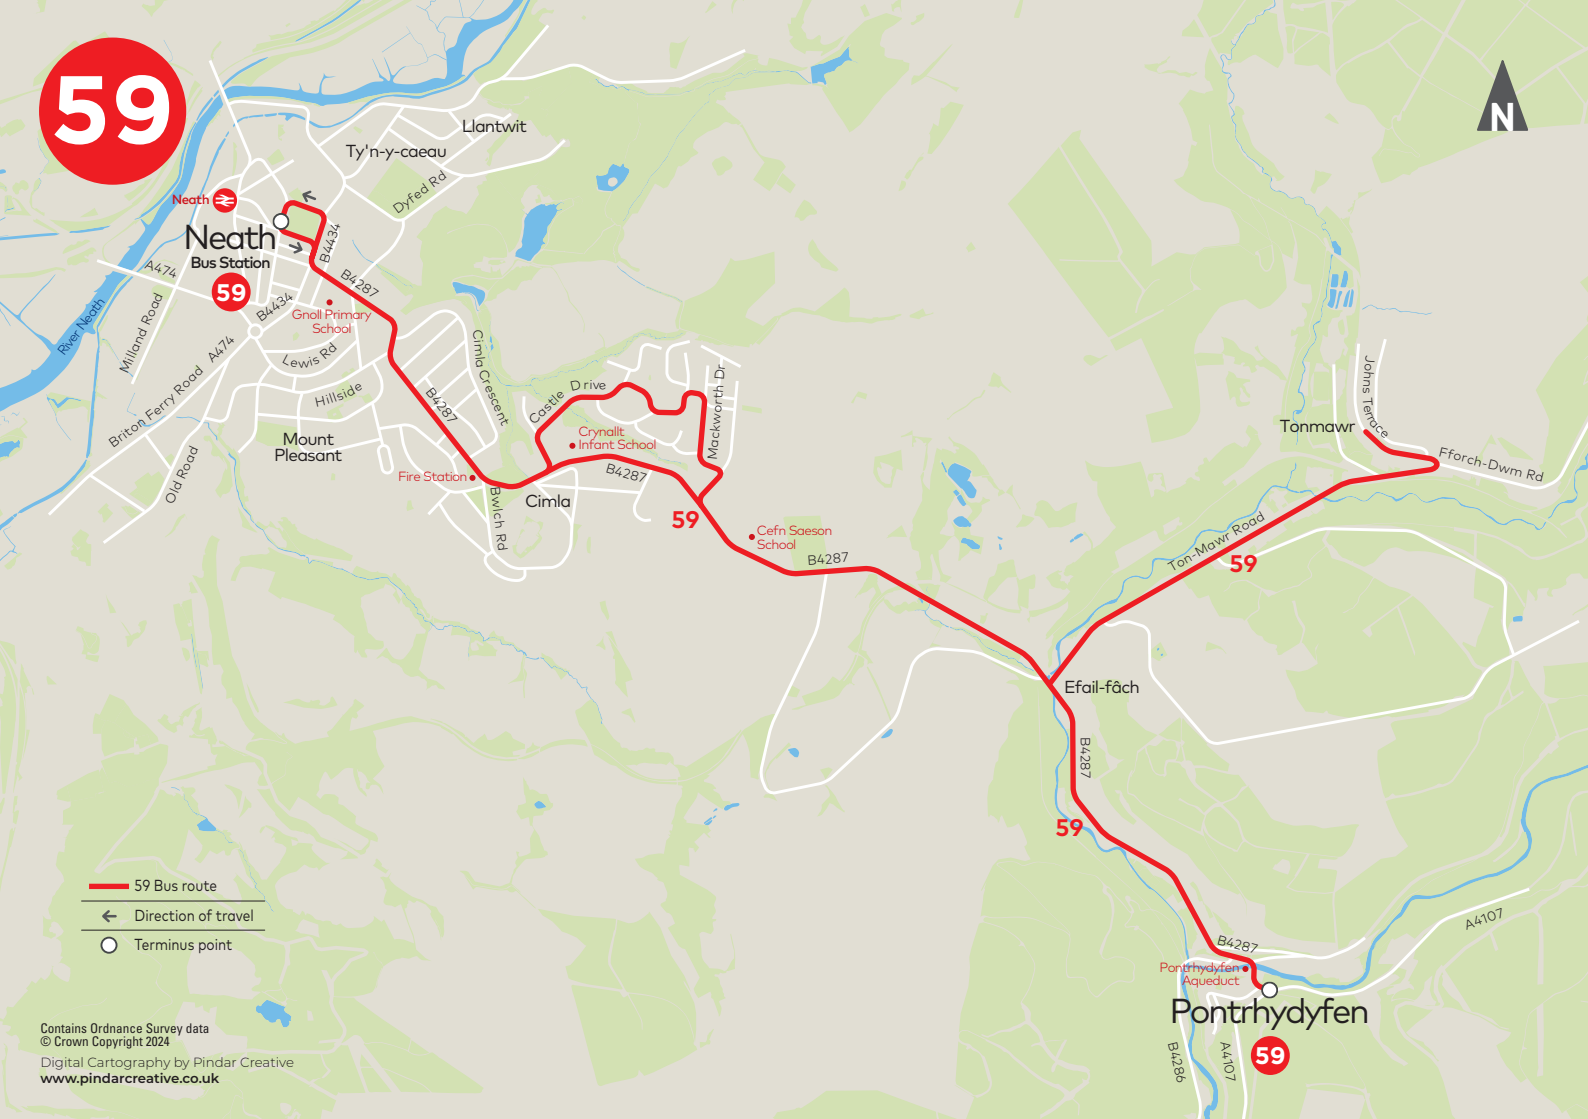 59
N
Llantwit
Ty'n-y-caeau
Dyfed Rd
Neath
Neath
Bus Station
59
B4434
B4287
A474
B4434
River Neath
Milland Road
Gnoll Primary
School
A474
Lewis Rd
Briton Ferry Road
Hillside
Mount
Pleasant
Old Road
B4287
Cimla Crescent
Castle Drive
Mackworth Dr
Crynallt
Infant School
Fire Station
B4287
Cimla
Bwlch Rd
59
Cefn Saeson
School
B4287
Johns Terrace
Tonmawr
Fforch-Dwm Rd
Ton-Mawr Road
59
Efail-fâch
B4287
59
A4107
B4287
Pontrhydyfen
Aqueduct
Pontrhydyfen
59
B4286
A4107
59 Bus route
Direction of travel
Terminus point
Contains Ordnance Survey data
© Crown Copyright 2024
Digital Cartography by Pindar Creative
www.pindarcreative.co.uk